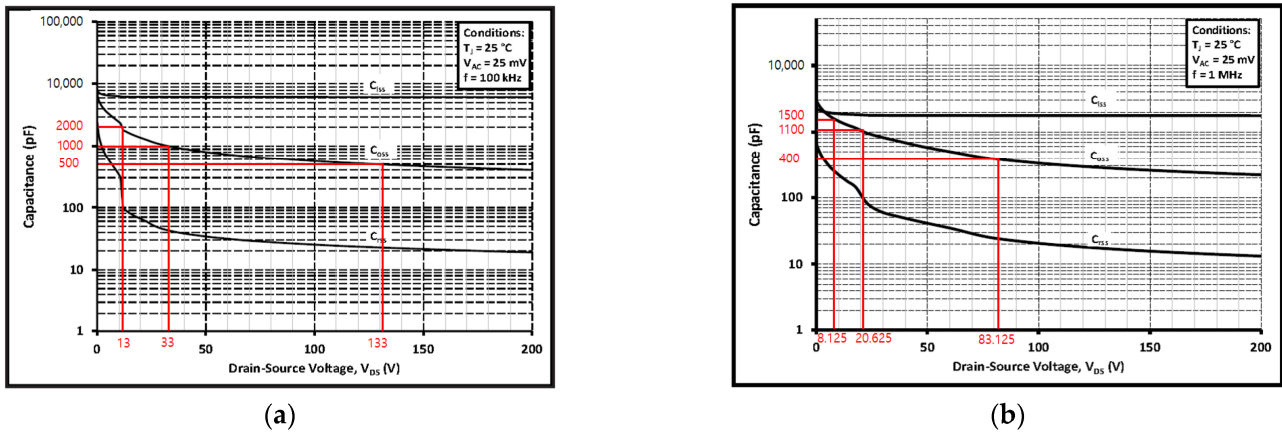 100,000
10,000
2000
1000
500
100
10
1
Capacitance (pF)
Conditions:
Tj = 25 °C
VAC = 25 mV
f = 100 kHz
Ciss
Coss
Crss
0
13
33
50
100
133
150
200
Drain-Source Voltage, VDS (V)
(a)
10,000
1500
1100
400
100
10
1
Capacitance (pF)
Conditions:
Tj = 25 °C
VAC = 25 mV
f = 1 MHz
Ciss
Coss
Crss
0
8.125
20.625
50
83.125
100
150
200
Drain-Source Voltage, VDS (V)
(b)